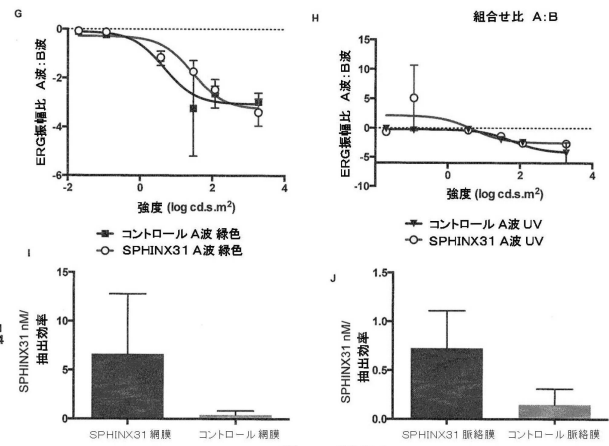 G
0
-2
-4
-6
-2 0 2 4
ERG振幅比 A波:B波
強度 (log cd.s.m²)
コントロール A波 緑色
SPHINX31 A波 緑色
H
組合せ比 A:B
15
10
5
0
-5
-10
0 2 4
ERG振幅比 A波:B波
強度 (log cd.s.m²)
コントロール A波 UV
SPHINX31 A波 UV
I
15
10
5
0
SPHINX31 nM/
抽出効率
SPHINX31 網膜 コントロール 網膜
J
1.5
1.0
0.5
0.0
SPHINX31 nM/
抽出効率
SPHINX31 脈絡膜 コントロール 脈絡膜